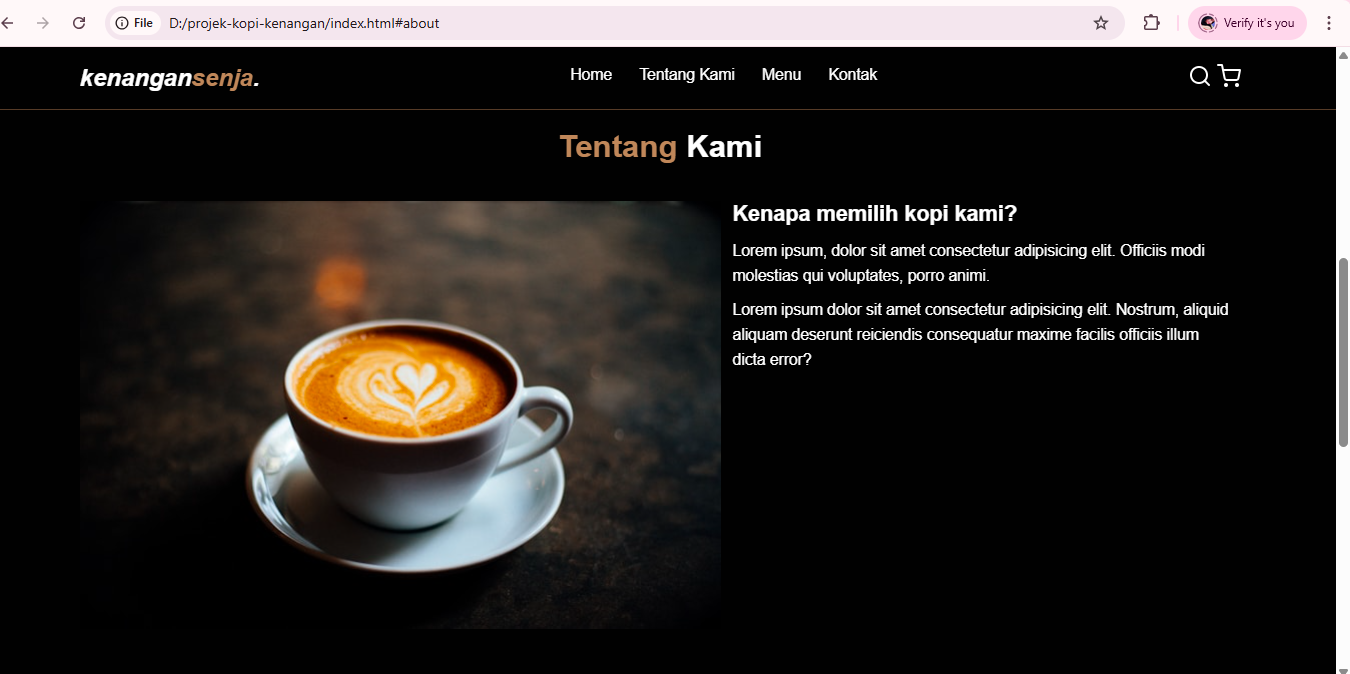 File D:/projek-kopi-kenangan/index.html#about Verify it's you
kenangansenja. Home Tentang Kami Menu Kontak
Tentang Kami
Kenapa memilih kopi kami?
Lorem ipsum, dolor sit amet consectetur adipisicing elit. Officiis modi
molestias qui voluptates, porro animi.
Lorem ipsum dolor sit amet consectetur adipisicing elit. Nostrum, aliquid
aliquam deserunt reiciendis consequatur maxime facilis officiis illum
dicta error?